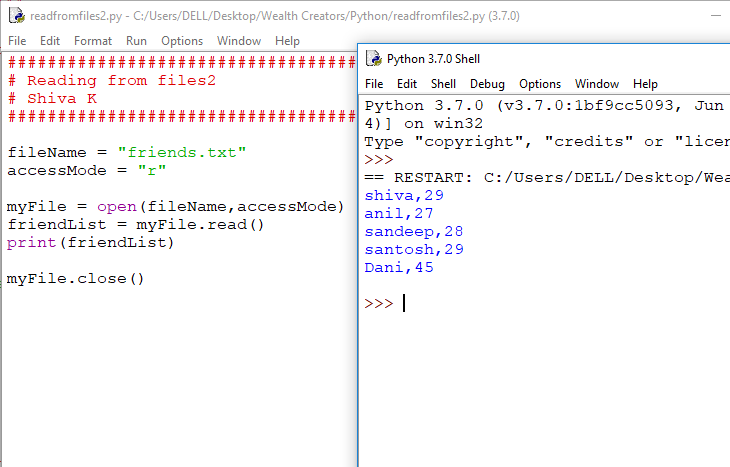 readfromfiles2.py - C:/Users/DELL/Desktop/Wealth Creators/Python/readfromfiles2.py (3.7.0)
File Edit Format Run Options Window Help
###################################
# Reading from files2
# Shiva K
###################################
fileName = "friends.txt"
accessMode = "r"
myFile = open(fileName,accessMode)
friendList = myFile.read()
print(friendList)
myFile.close()
Python 3.7.0 Shell
File Edit Shell Debug Options Window Help
Python 3.7.0 (v3.7.0:1bf9cc5093, Jun
4)] on win32
Type "copyright", "credits" or "licen
>>>
== RESTART: C:/Users/DELL/Desktop/Wea
shiva,29
anil,27
sandeep,28
santosh,29
Dani,45
>>>